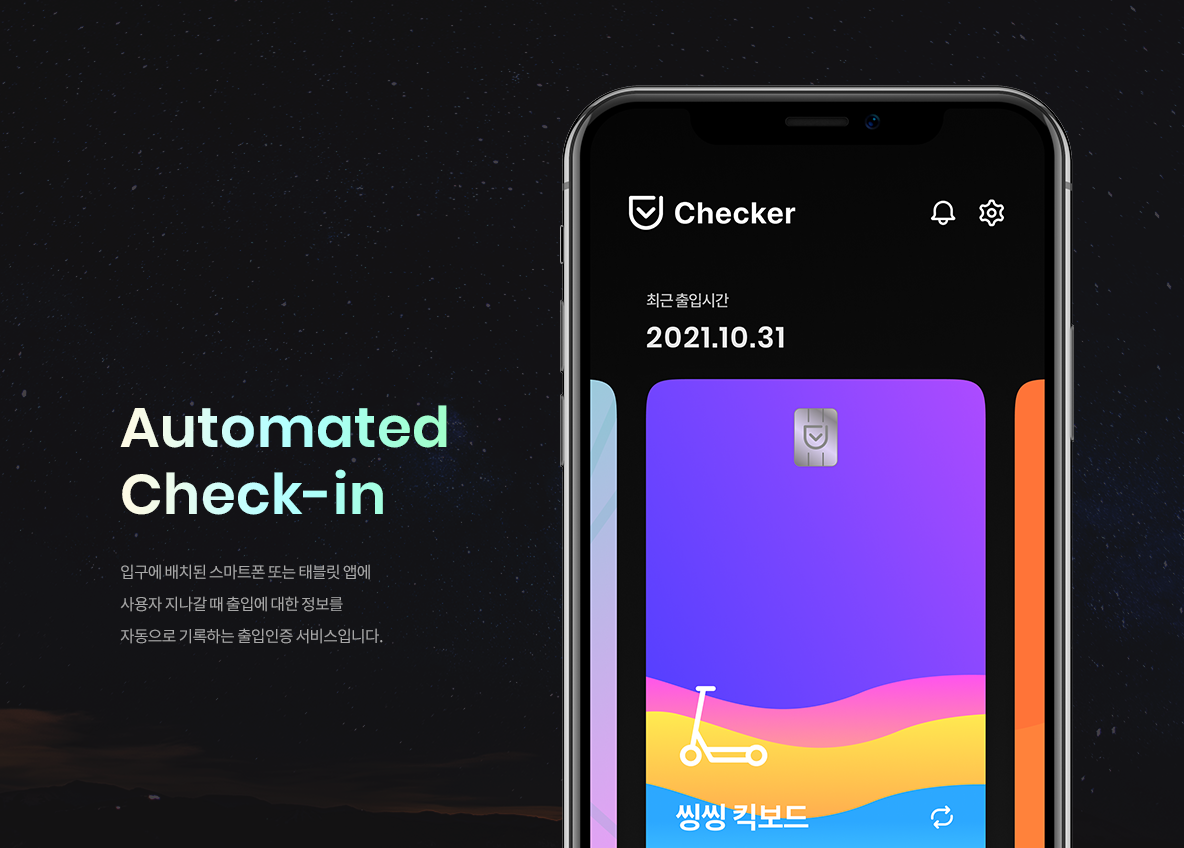 Automated
Check-in
입구에 배치된 스마트폰 또는 태블릿 앱에
사용자 지나갈 때 출입에 대한 정보를
자동으로 기록하는 출입인증 서비스입니다.
Checker
최근 출입시간
2021.10.31
씽씽 킥보드